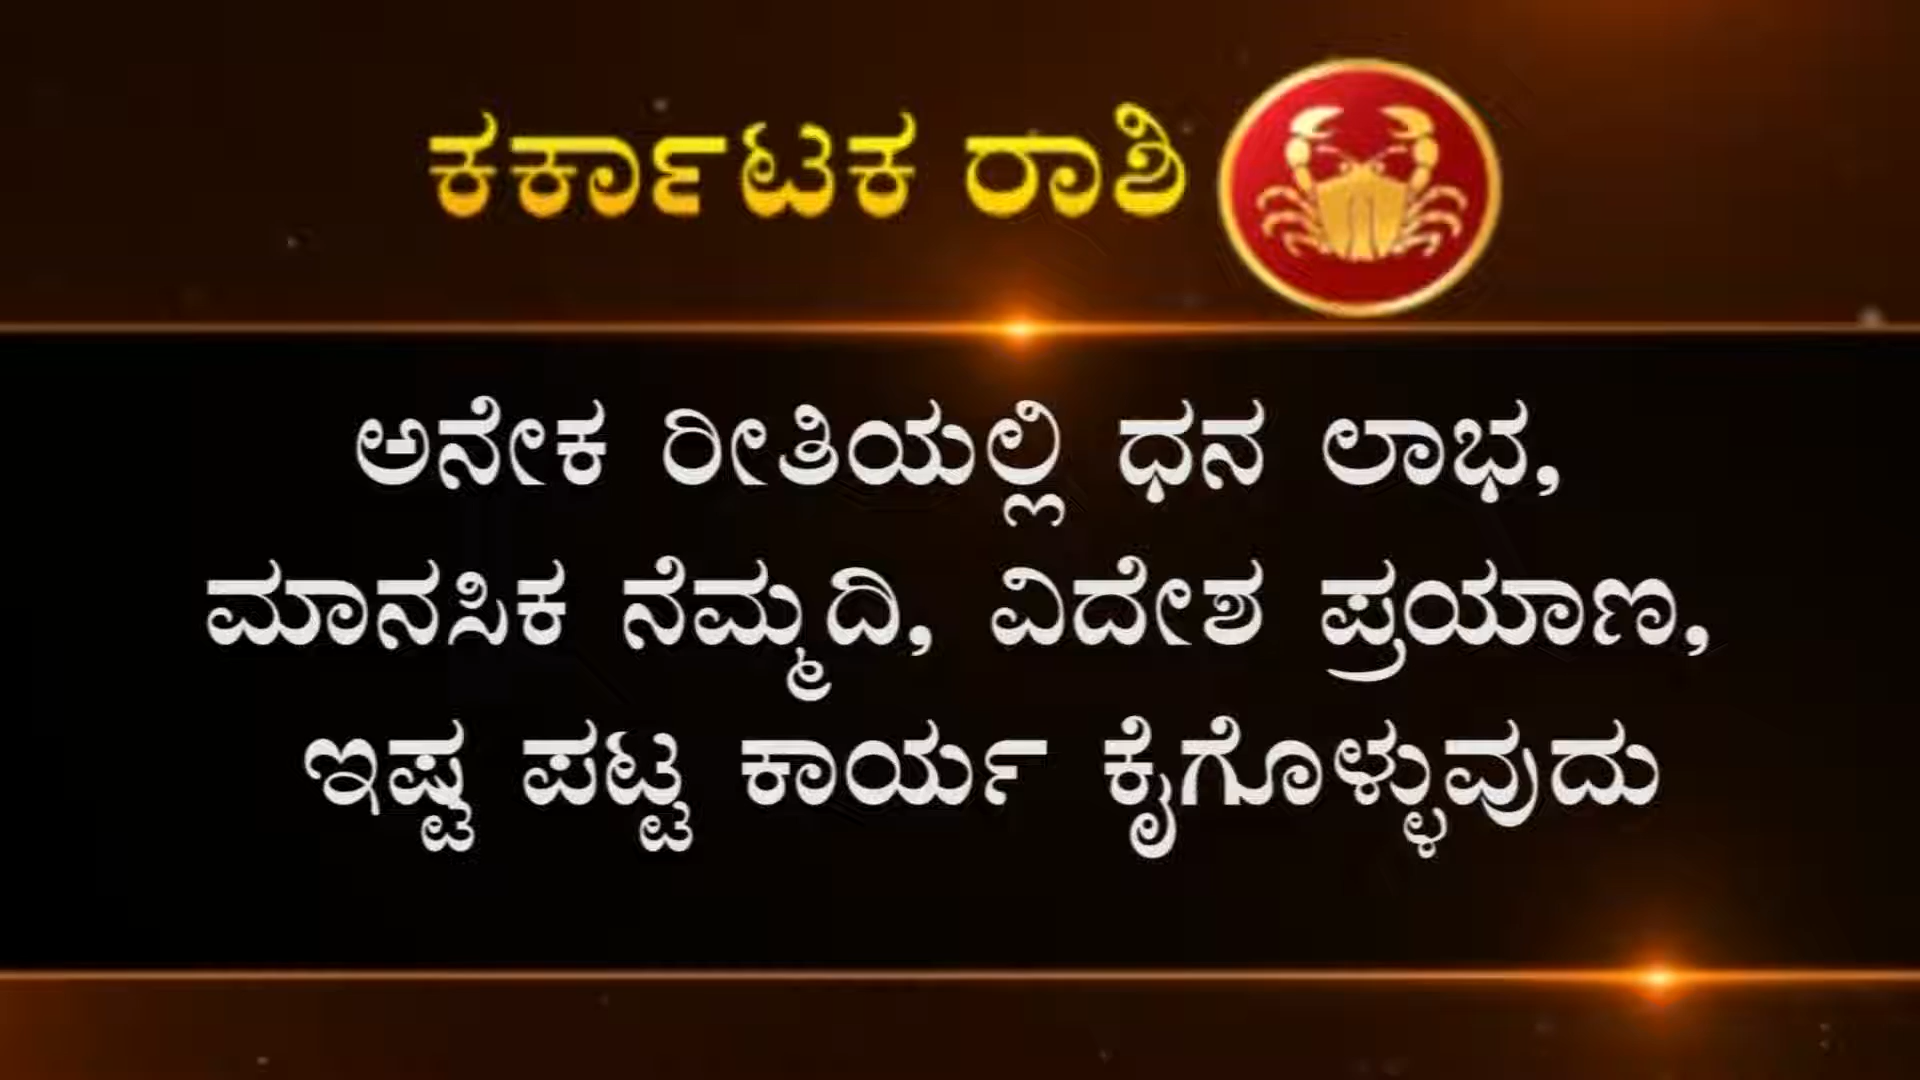 ಕರ್ಕಾಟಕ ರಾಶಿ
ಅನೇಕ ರೀತಿಯಲ್ಲಿ ಧನ ಲಾಭ,
ಮಾನಸಿಕ ನೆಮ್ಮದಿ, ವಿದೇಶ ಪ್ರಯಾಣ,
ಇಷ್ಟ ಪಟ್ಟ ಕಾರ್ಯ ಕೈಗೊಳ್ಳುವುದು